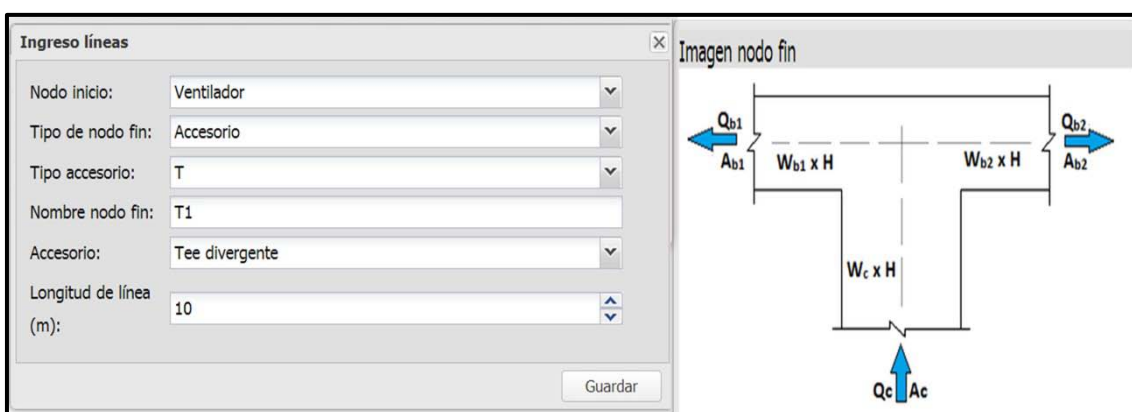 Ingreso líneas
Nodo inicio: Ventilador
Tipo de nodo fin: Accesorio
Tipo accesorio: T
Nombre nodo fin: T1
Accesorio: Tee divergente
Longitud de línea
(m): 10
Guardar
Imagen nodo fin
Qb1 Qb2
Ab1 Wb1 x H Wb2 x H Ab2
Wc x H
Qc Ac